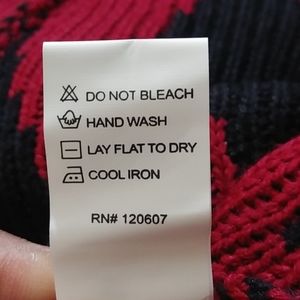 DO NOT BLEACH
HAND WASH
LAY FLAT TO DRY
COOL IRON
RN# 120607